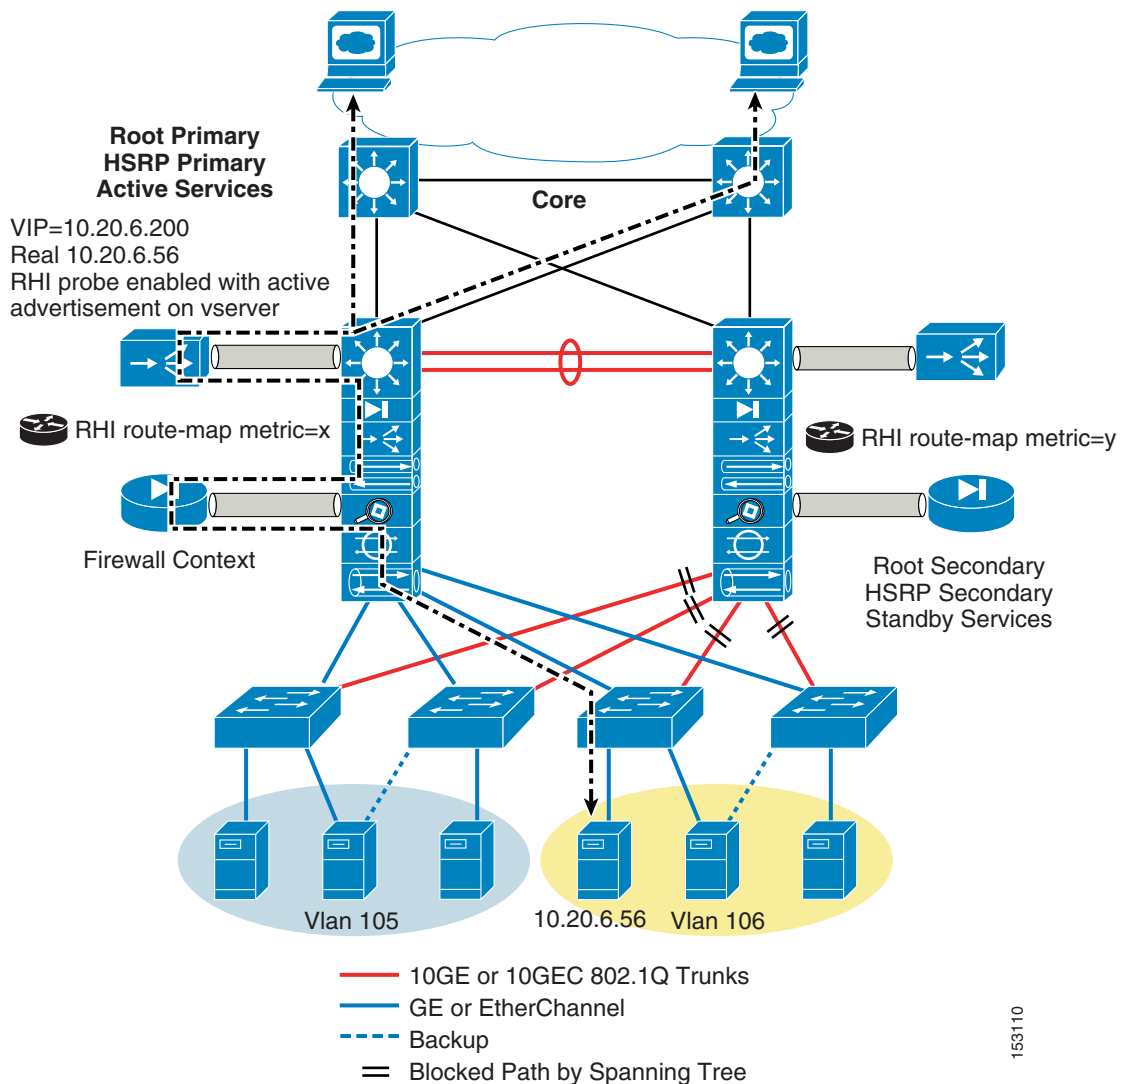 Root Primary
HSRP Primary
Active Services
VIP=10.20.6.200
Real 10.20.6.56
RHI probe enabled with active
advertisement on vserver
Core
RHI route-map metric=x
RHI route-map metric=y
Firewall Context
Root Secondary
HSRP Secondary
Standby Services
Vlan 105
10.20.6.56
Vlan 106
10GE or 10GEC 802.1Q Trunks
GE or EtherChannel
Backup
Blocked Path by Spanning Tree
153110